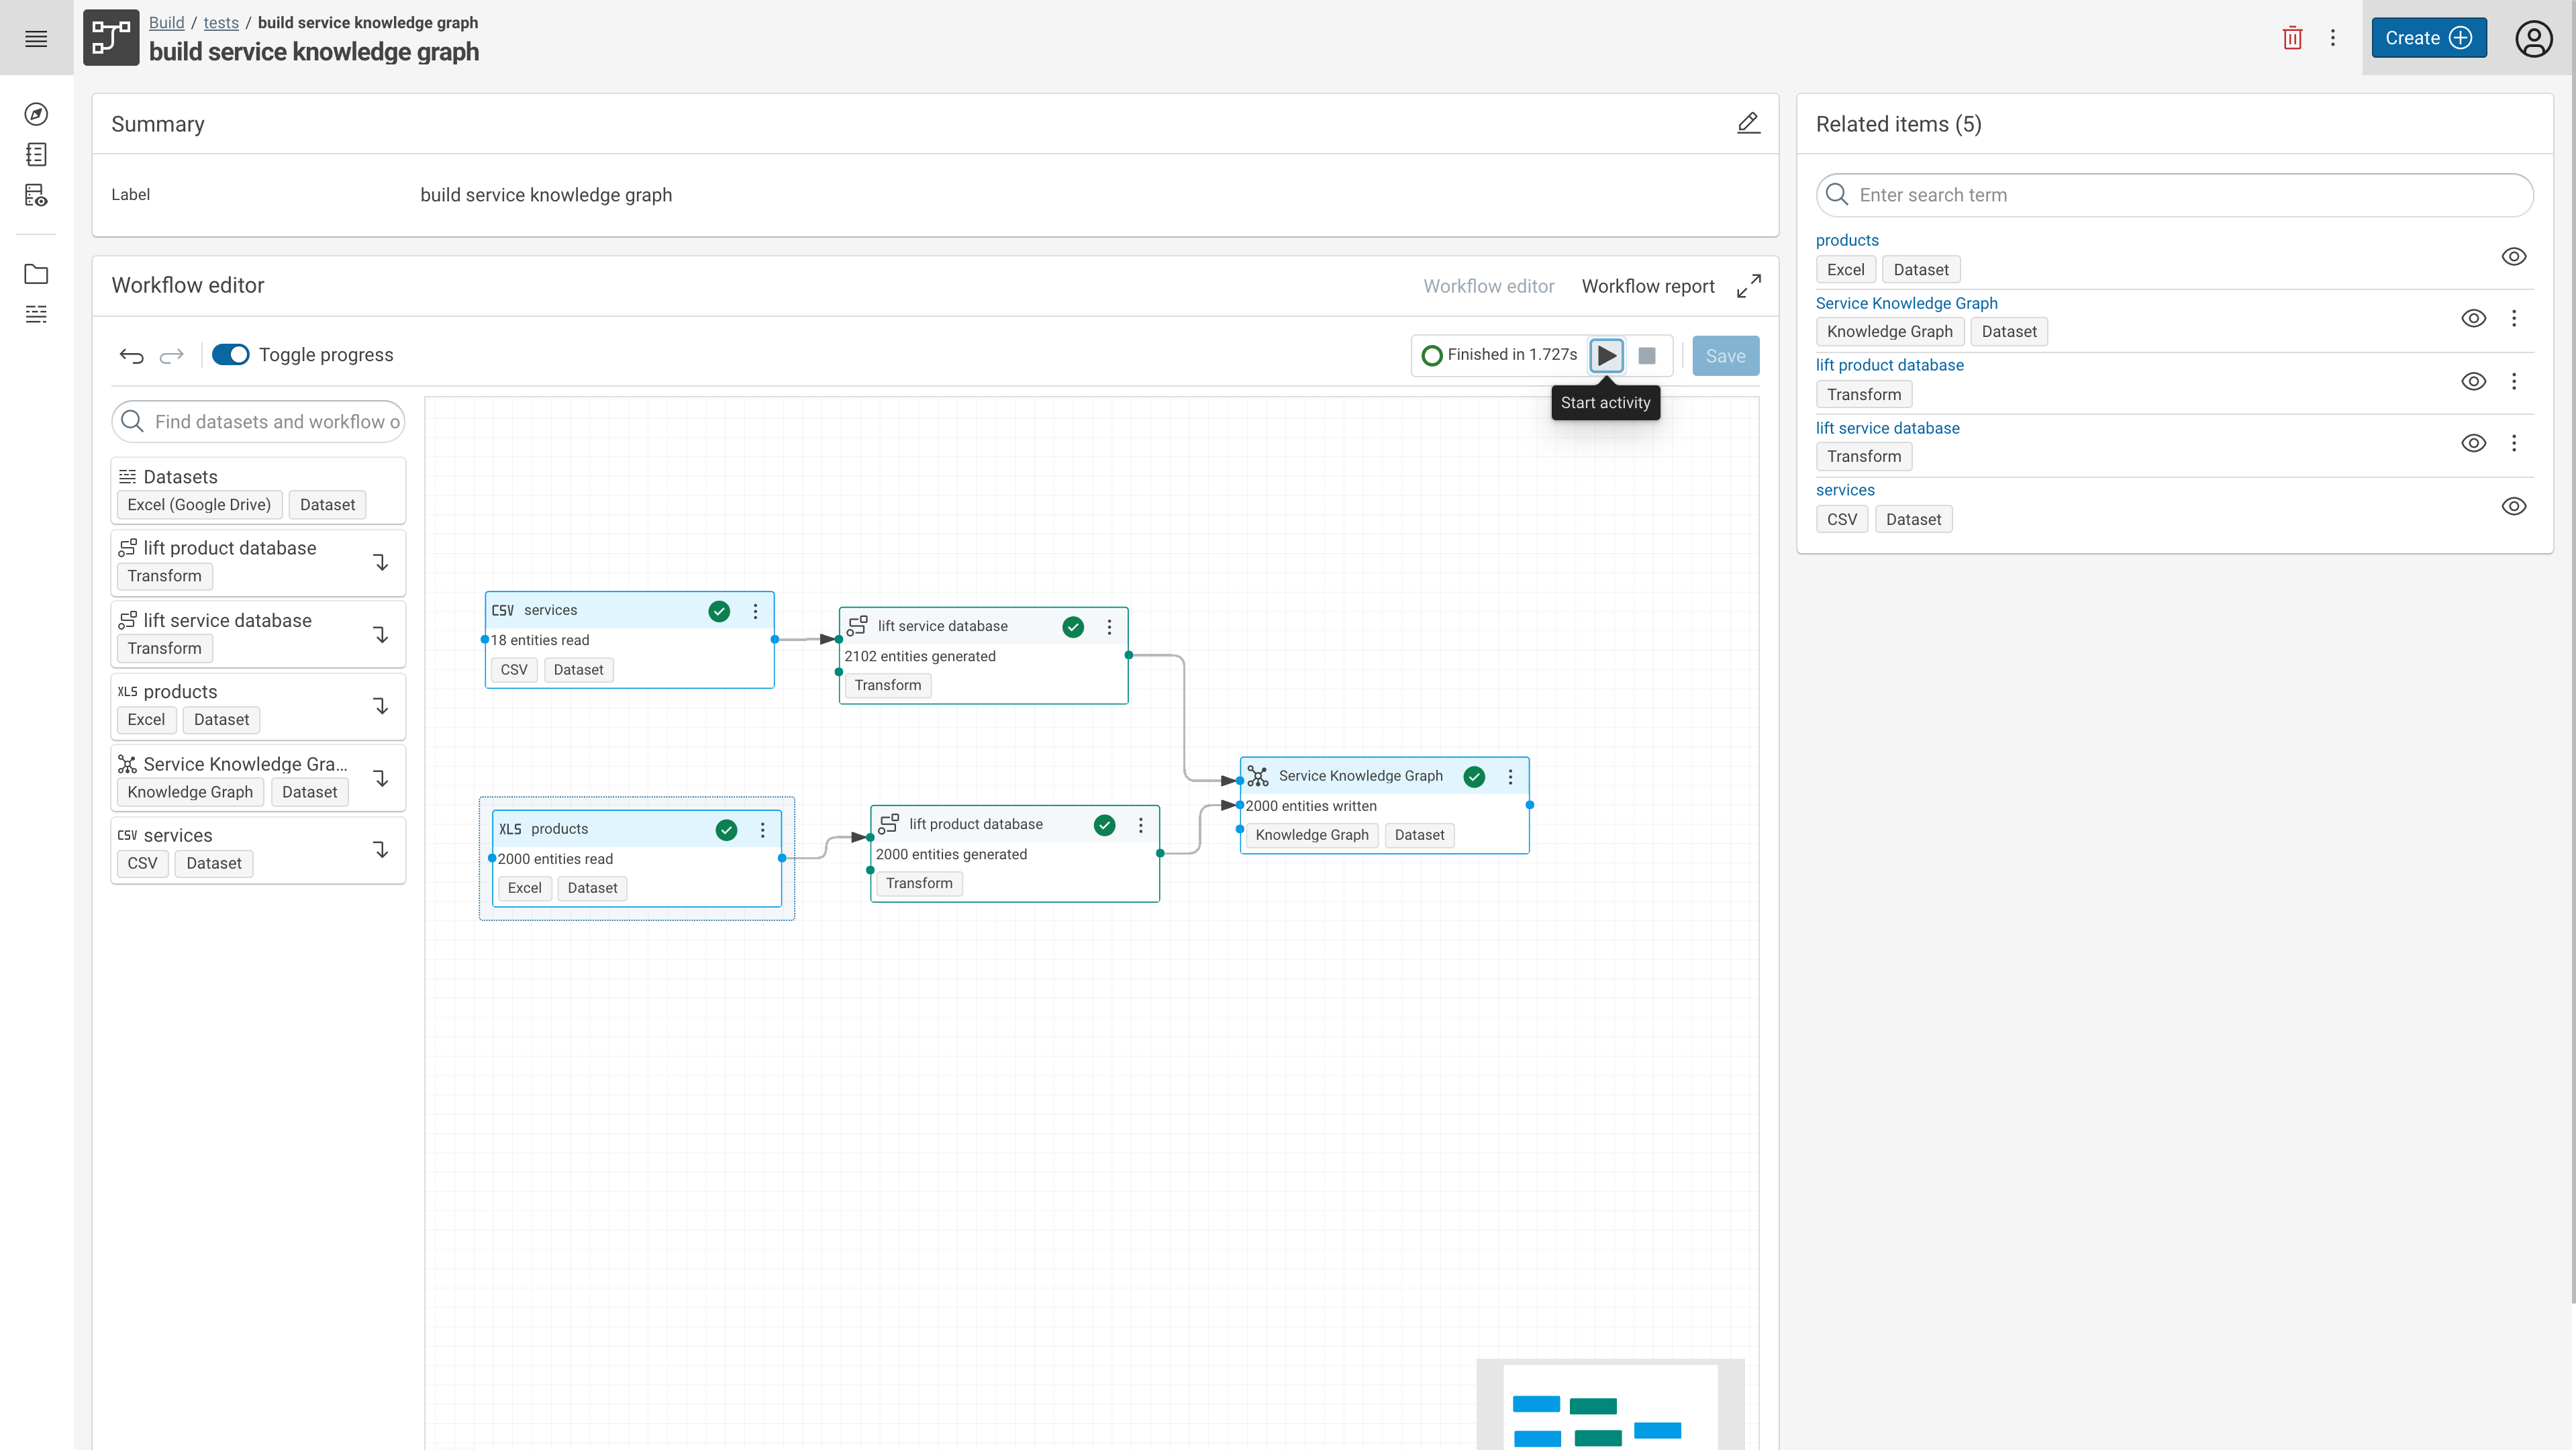 Build / tests / build service knowledge graph
build service knowledge graph
Create
Summary
Label
build service knowledge graph
Workflow editor
Workflow editor
Workflow report
Toggle progress
Finished in 1.727s
Save
Start activity
Find datasets and workflow o
Datasets
Excel (Google Drive)
Dataset
lift product database
Transform
lift service database
Transform
XLS products
Excel
Dataset
Service Knowledge Gra...
Knowledge Graph
Dataset
CSV services
CSV
Dataset
CSV services
18 entities read
CSV
Dataset
lift service database
2102 entities generated
Transform
XLS products
2000 entities read
Excel
Dataset
lift product database
2000 entities generated
Transform
Service Knowledge Graph
2000 entities written
Knowledge Graph
Dataset
Related items (5)
Enter search term
products
Excel
Dataset
Service Knowledge Graph
Knowledge Graph
Dataset
lift product database
Transform
lift service database
Transform
services
CSV
Dataset